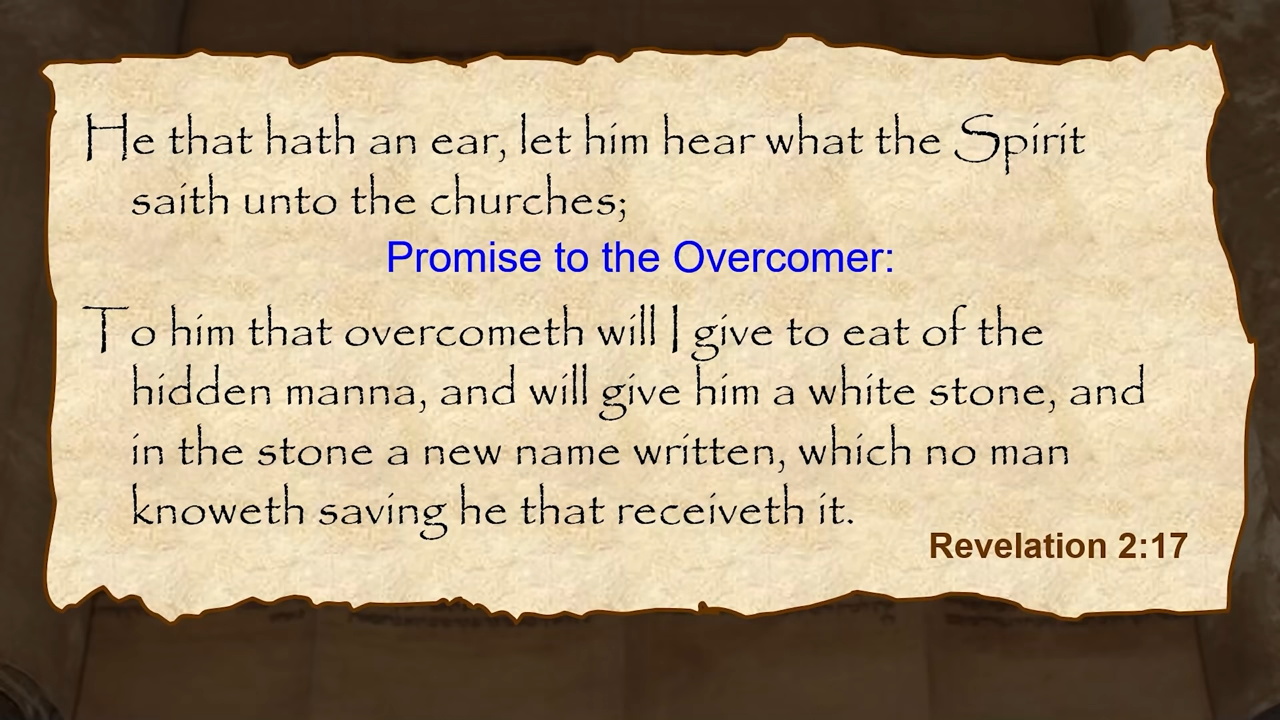 He that hath an ear, let him hear what the Spirit
saith unto the churches;
Promise to the Overcomer:
To him that overcometh will I give to eat of the
hidden manna, and will give him a white stone, and
in the stone a new name written, which no man
knoweth saving he that receiveth it.
Revelation 2:17